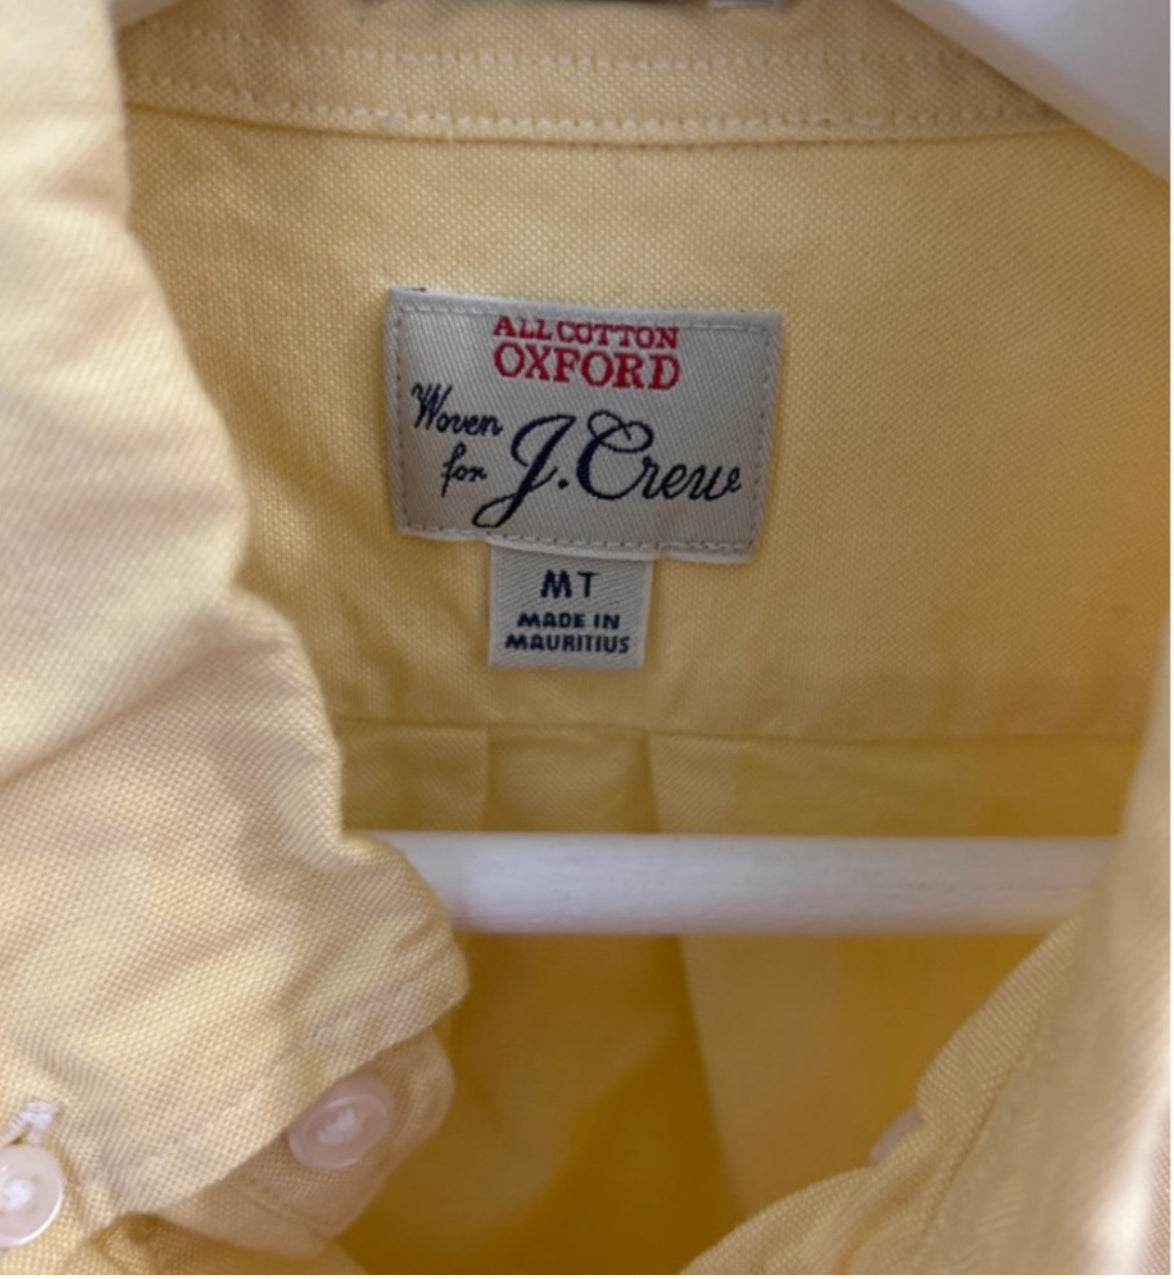 ALL COTTON
OXFORD
Woven
for J.Crew
MT
MADE IN
MAURITIUS